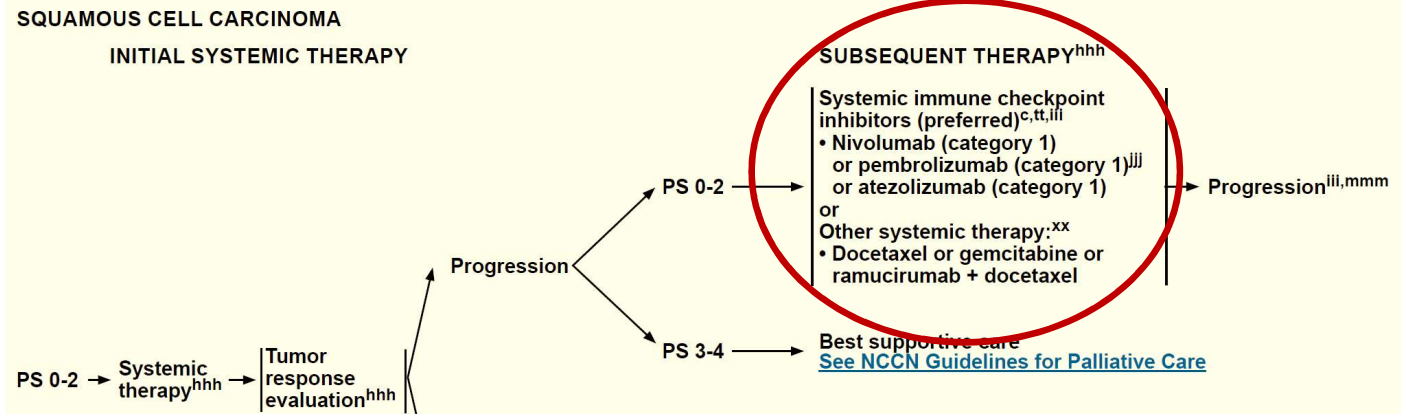 SQUAMOUS CELL CARCINOMA
INITIAL SYSTEMIC THERAPY
SUBSEQUENT THERAPYhhh
Systemic immune checkpoint
inhibitors (preferred)c,tt,iii
• Nivolumab (category 1)
or pembrolizumab (category 1)jjj
or atezolizumab (category 1)
or
Other systemic therapy:xx
• Docetaxel or gemcitabine or
ramucirumab + docetaxel
PS 0-2
Progressioniii,mmm
Progression
PS 3-4
Best supportive care
See NCCN Guidelines for Palliative Care
PS 0-2
Systemic
therapyhhh
Tumor
response
evaluationhhh